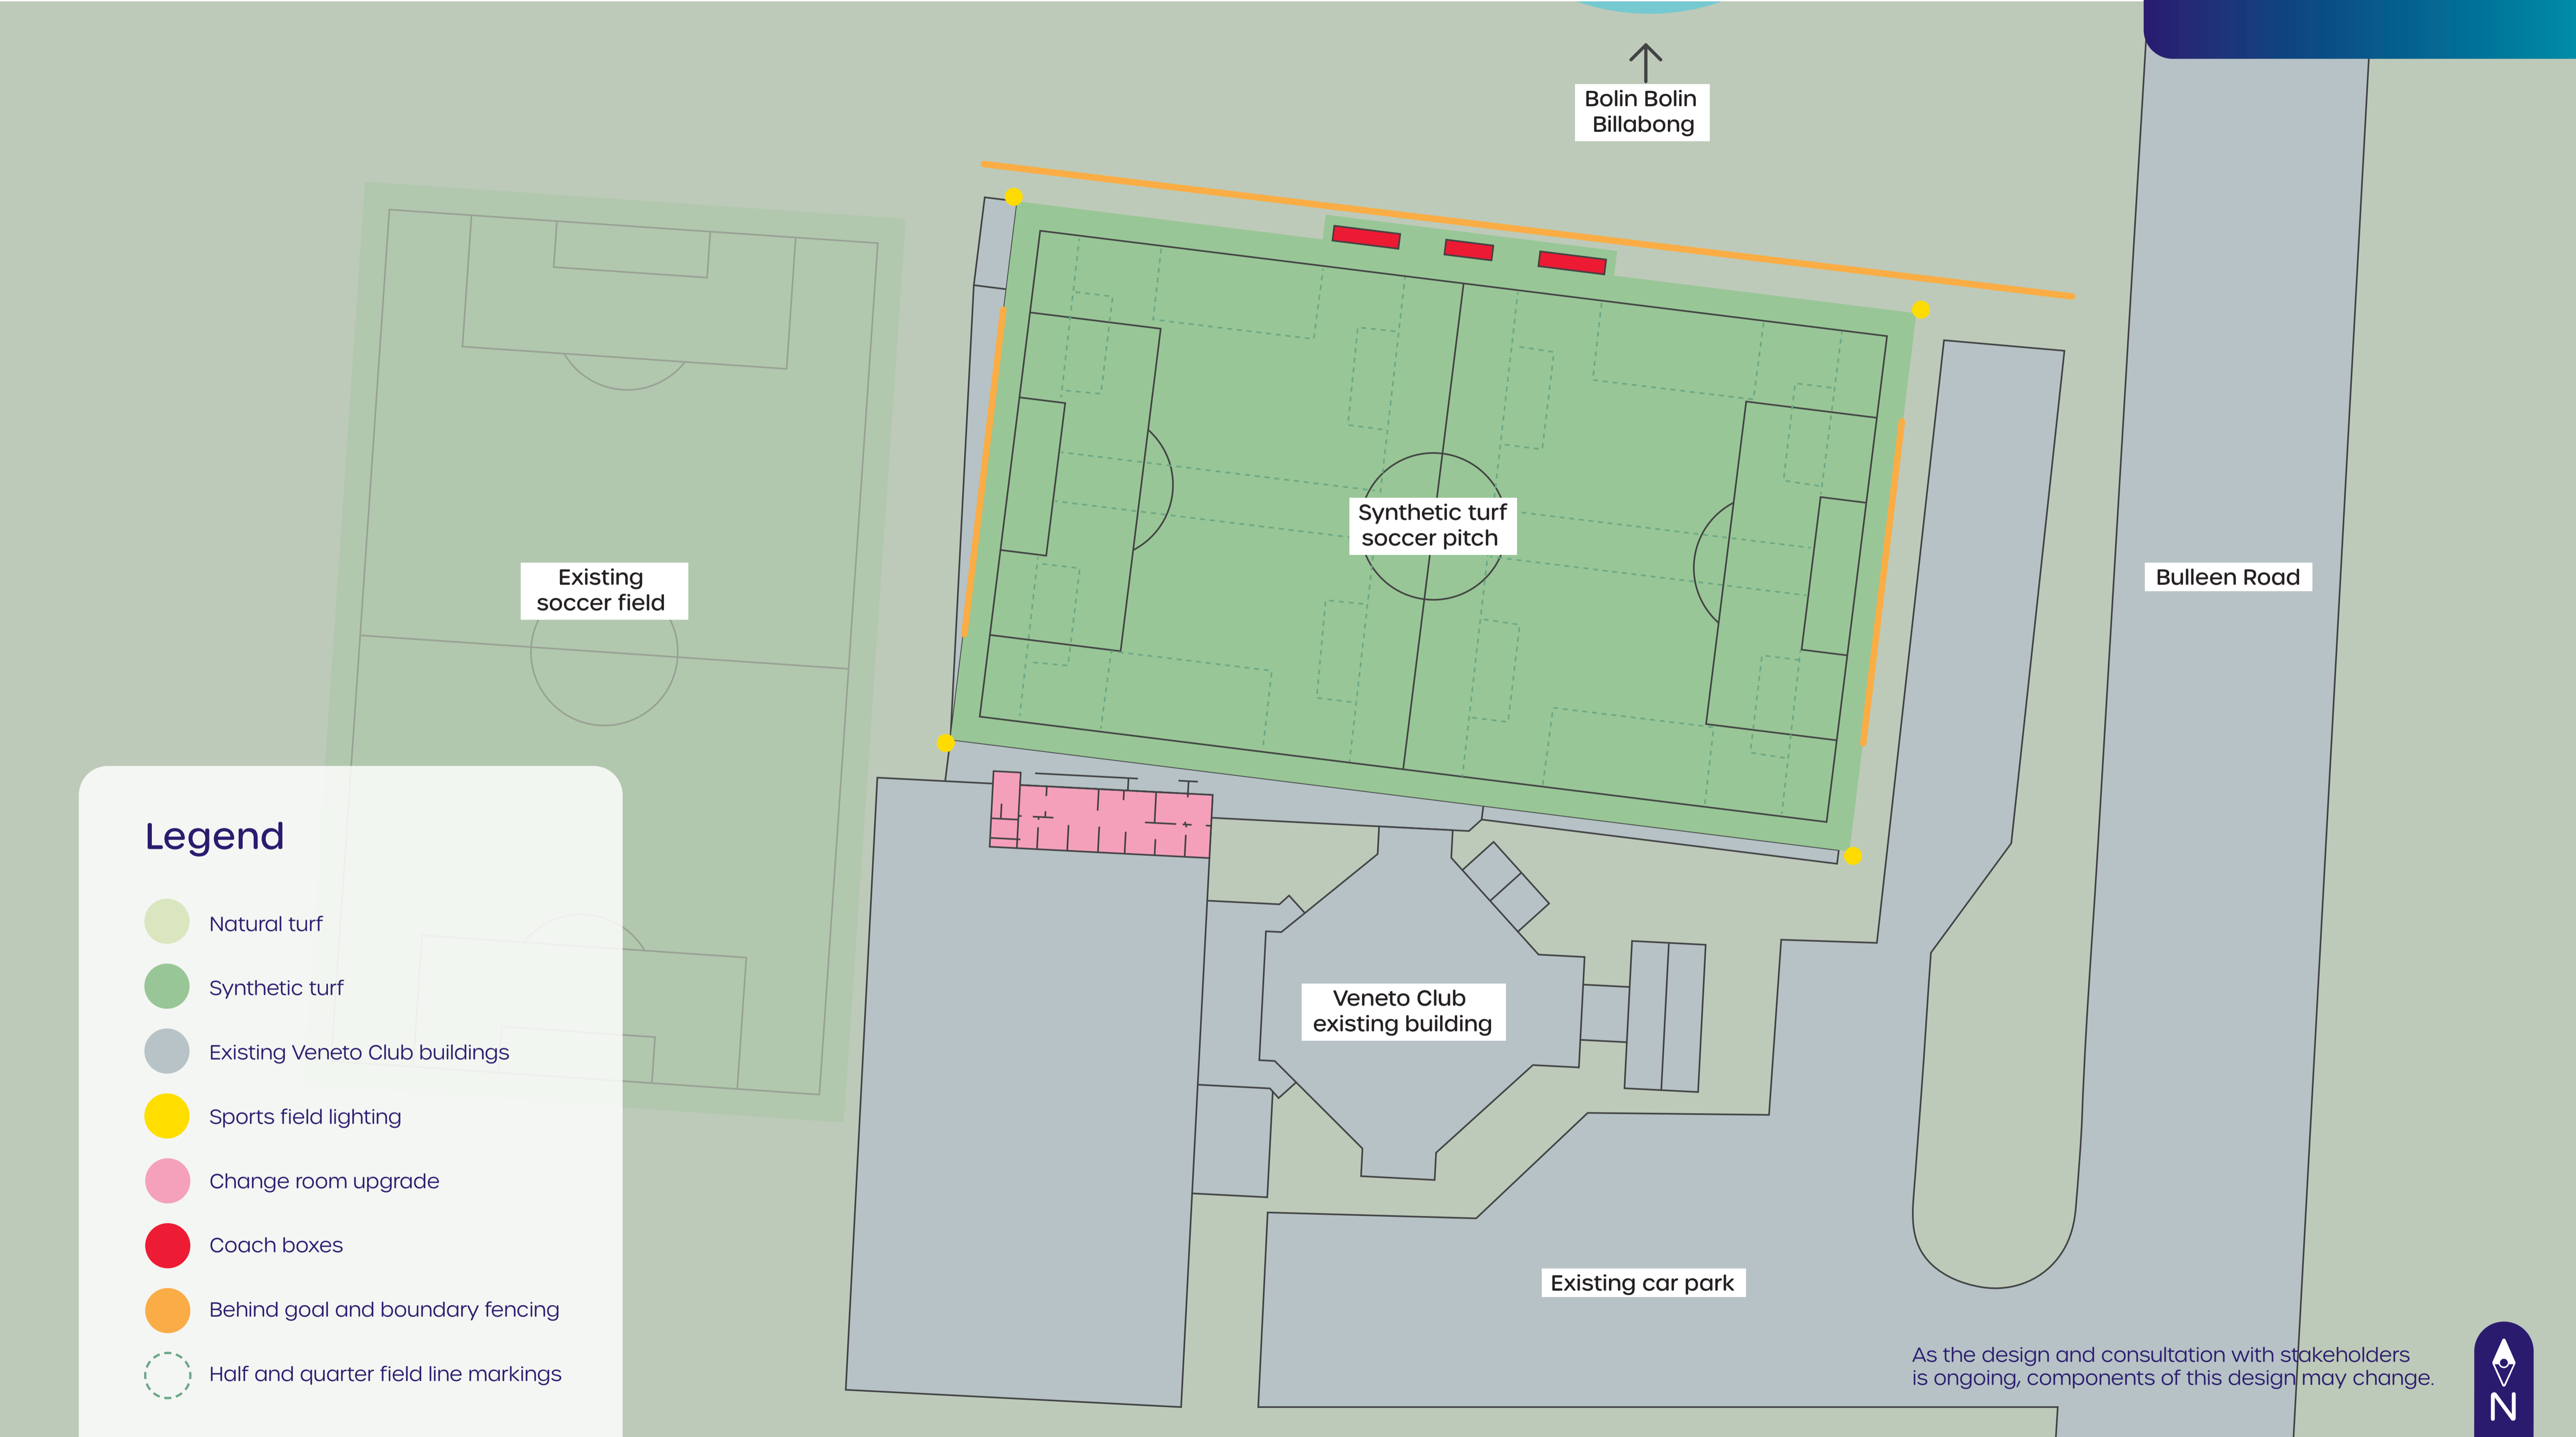 Bolin Bolin
Billabong
Synthetic turf
soccer pitch
Existing
soccer field
Bulleen Road
Veneto Club
existing building
Existing car park
Legend
Natural turf
Synthetic turf
Existing Veneto Club buildings
Sports field lighting
Change room upgrade
Coach boxes
Behind goal and boundary fencing
Half and quarter field line markings
As the design and consultation with stakeholders
is ongoing, components of this design may change.
N